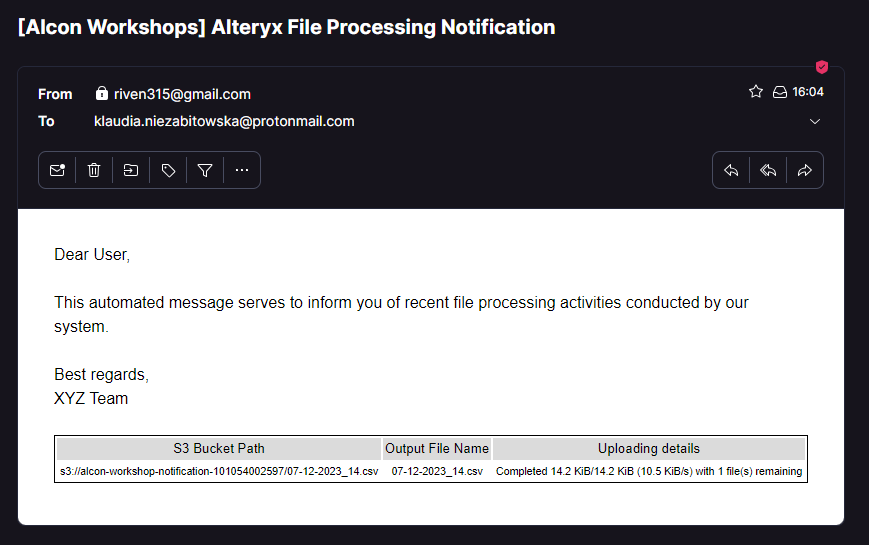 [Alcon Workshops] Alteryx File Processing Notification
From riven315@gmail.com 16:04
To klaudia.niezabitowska@protonmail.com
Dear User,
This automated message serves to inform you of recent file processing activities conducted by our
system.
Best regards,
XYZ Team
S3 Bucket Path Output File Name Uploading details
s3://alcon-workshop-notification-101054002597/07-12-2023_14.csv 07-12-2023_14.csv Completed 14.2 KiB/14.2 KiB (10.5 KiB/s) with 1 file(s) remaining